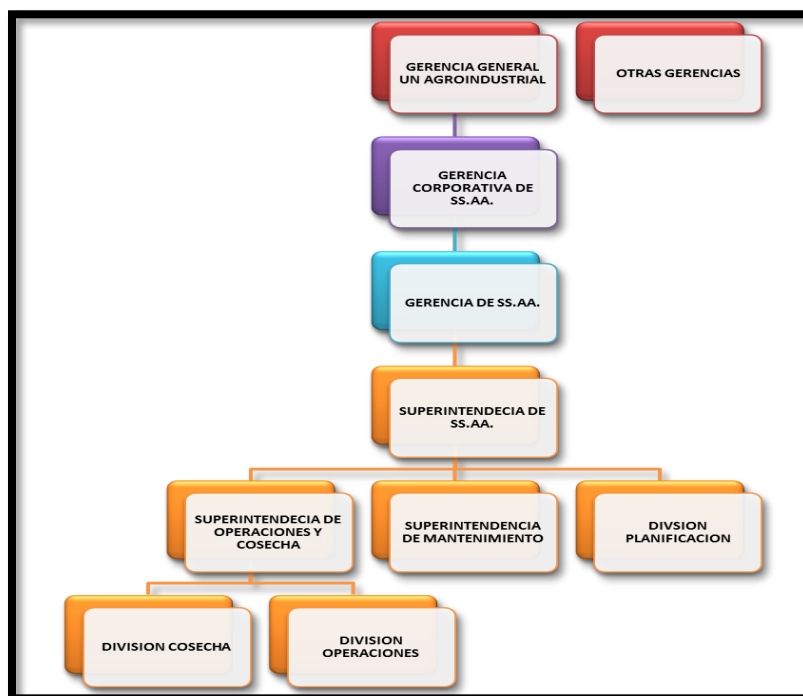 GERENCIA GENERAL
UN AGROINDUSTRIAL
OTRAS GERENCIAS
GERENCIA
CORPORATIVA DE
SS.AA.
GERENCIA DE SS.AA.
SUPERINTENDECIA DE
SS.AA.
SUPERINTENDECIA DE
OPERACIONES Y
COSECHA
SUPERINTENDENCIA
DE MANTENIMIENTO
DIVSION
PLANIFICACION
DIVISION COSECHA
DIVISION
OPERACIONES